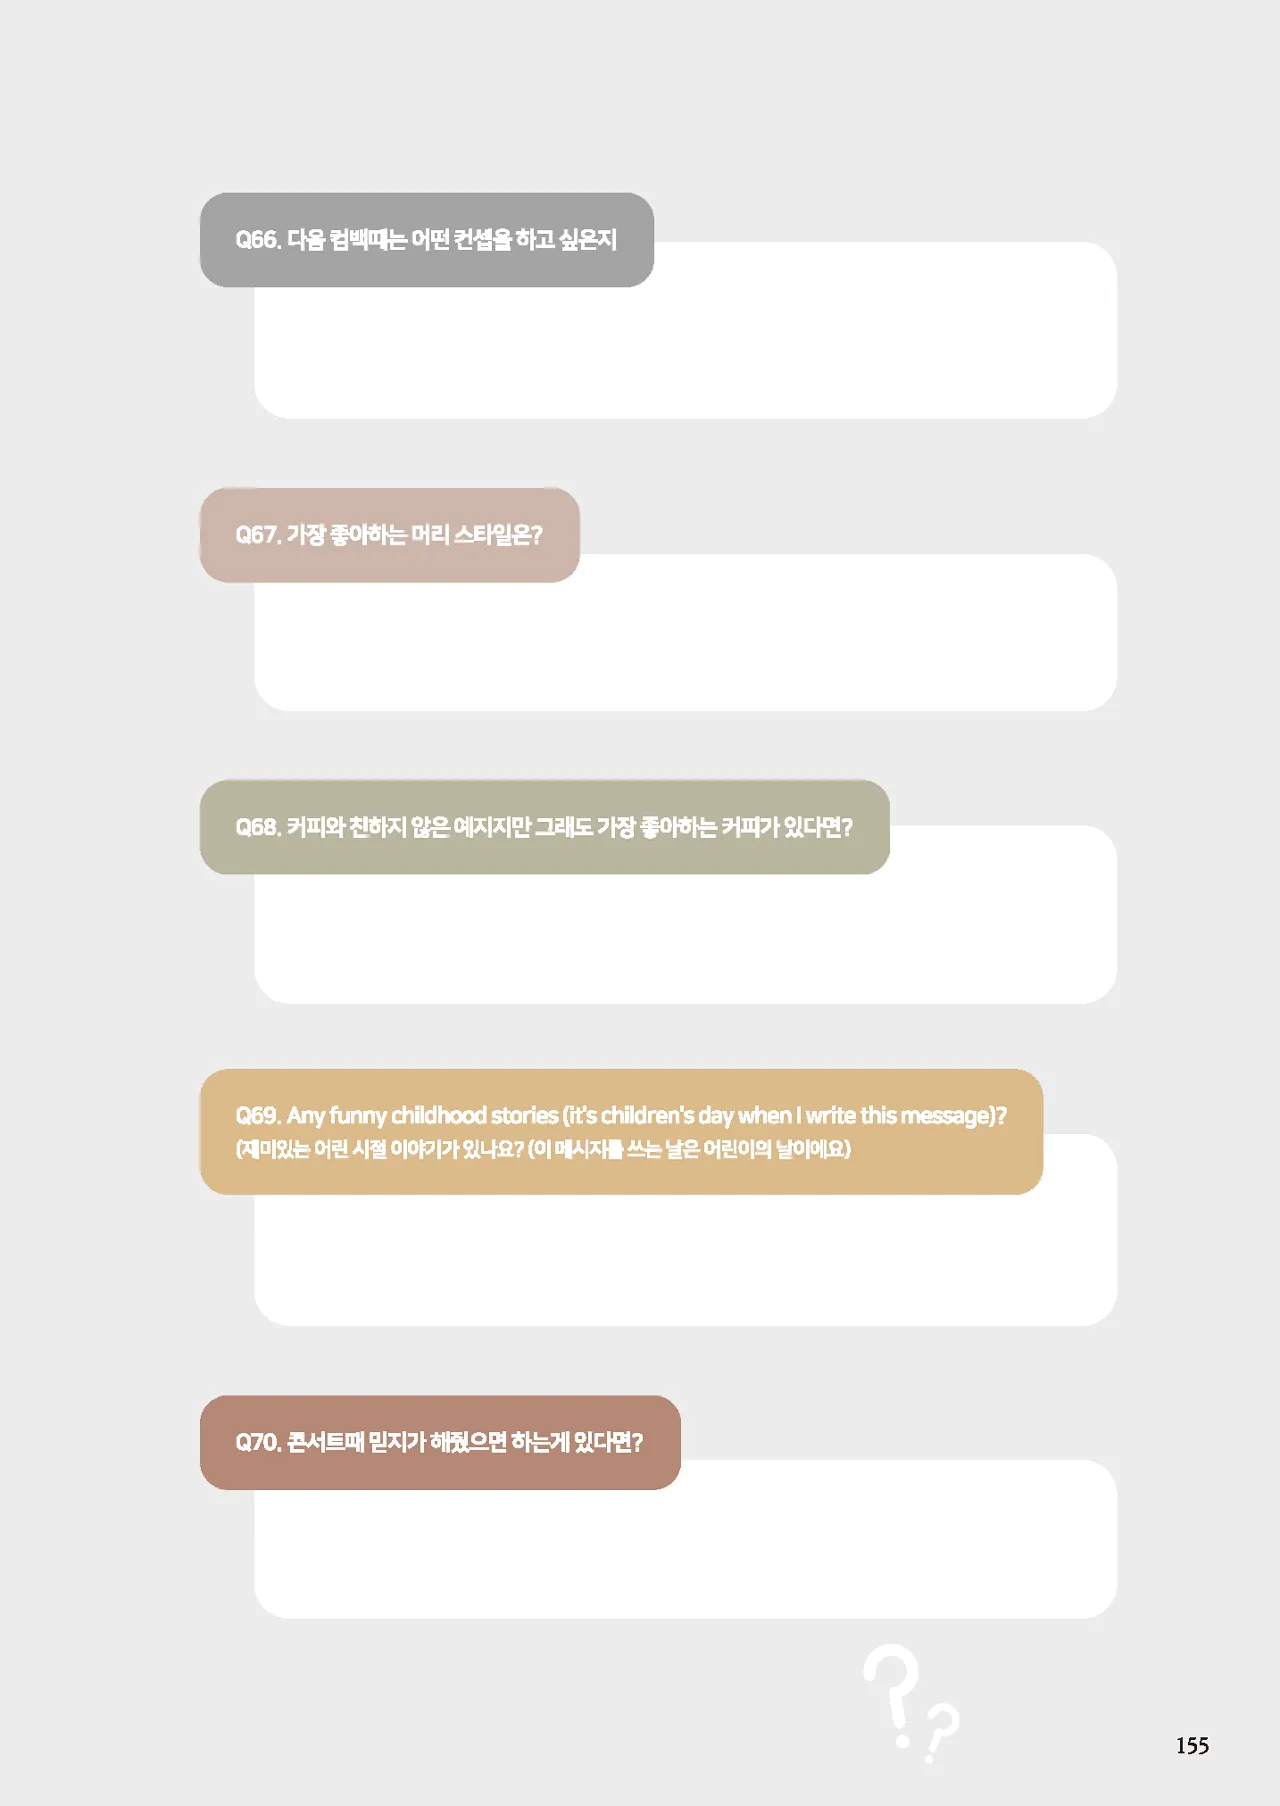 Q66. 다음 컴백때는 어떤 컨셉을 하고 싶은지
Q67. 가장 좋아하는 머리 스타일은?
Q68. 커피와 친하지 않은 예지지만 그래도 가장 좋아하는 커피가 있다면?
Q69. Any funny childhood stories (it's children's day when I write this message)?
(재미있는 어린 시절 이야기가 있나요? (이 메시지를 쓰는 날은 어린이의 날이에요)
Q70. 콘서트때 믿지가 해줬으면 하는게 있다면?
??
155